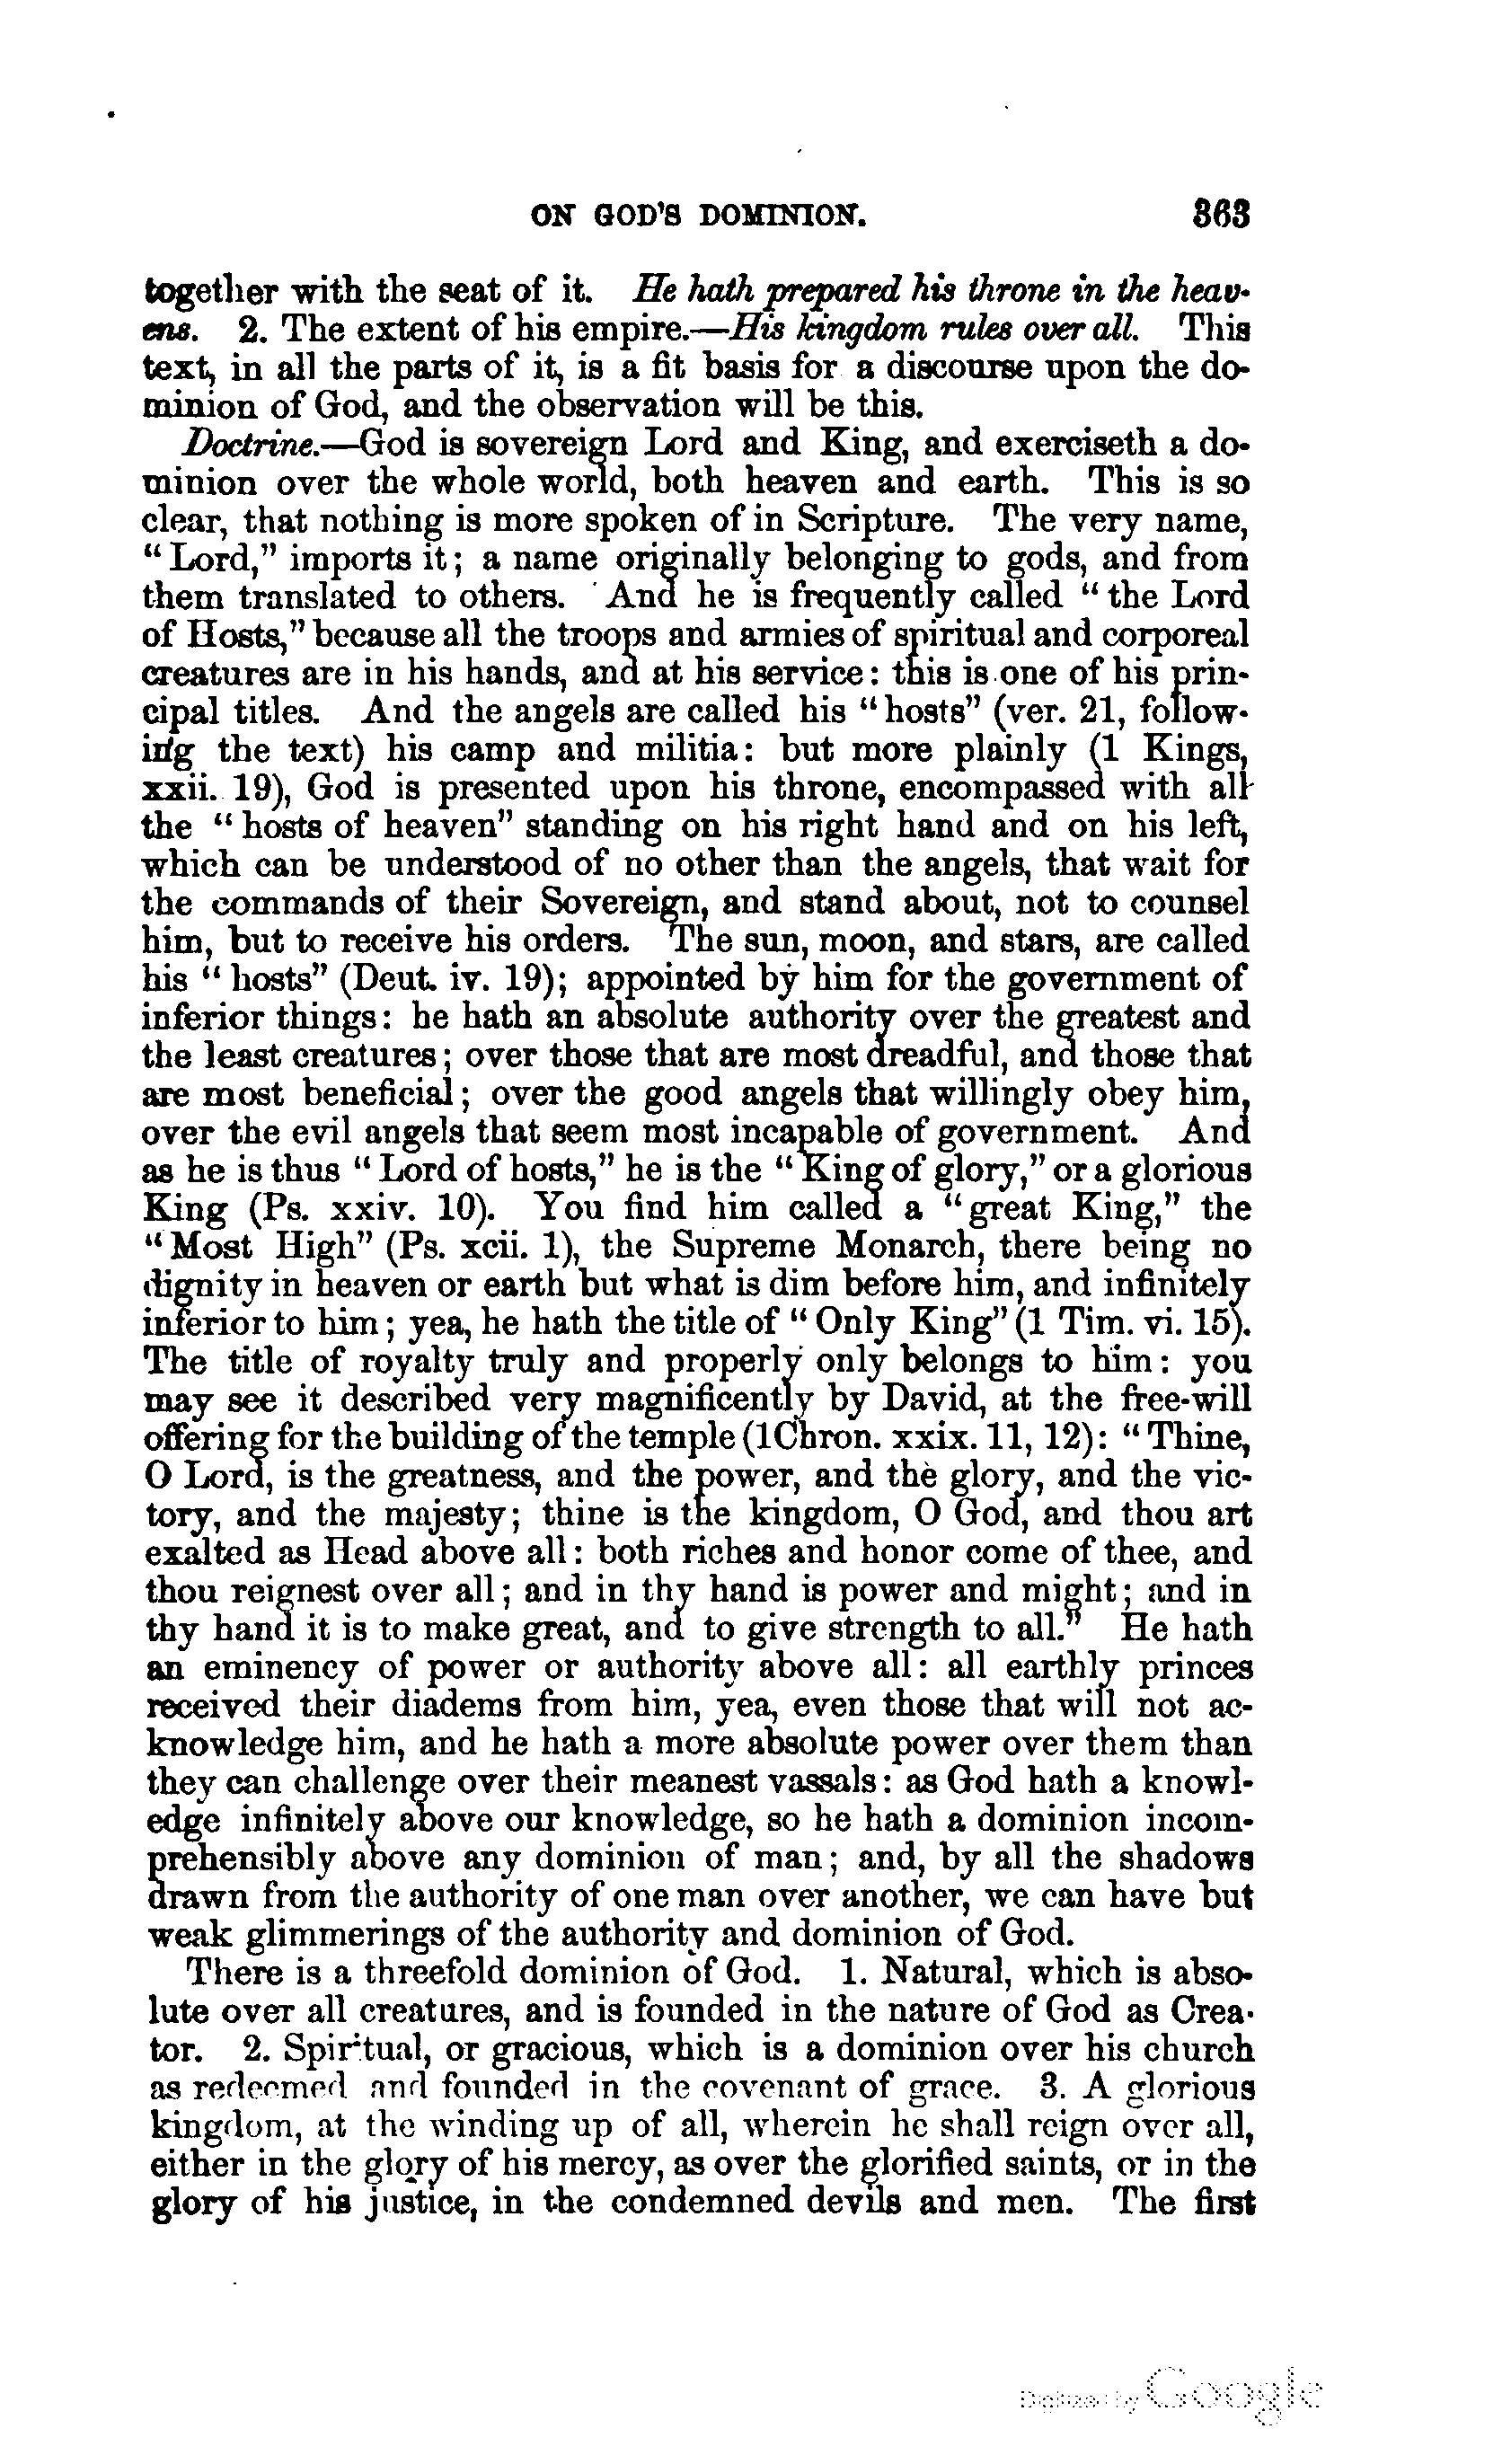 ON GOD'S DOMINION. 363
together with the seat of it. He hath prepared his throne in the heav-
ens. 2. The extent of his empire.—His kingdom rules over all. This
text, in all the parts of it, is a fit basis for a discourse upon the do-
minion of God, and the observation will be this.
Doctrine.—God is sovereign Lord and King, and exerciseth a do-
minion over the whole world, both heaven and earth. This is so
clear, that nothing is more spoken of in Scripture. The very name,
"Lord," imports it; a name originally belonging to gods, and from
them translated to others. And he is frequently called "the Lord
of Hosts," because all the troops and armies of spiritual and corporeal
creatures are in his hands, and at his service: this is one of his prin-
cipal titles. And the angels are called his "hosts" (ver. 21, follow-
ing the text) his camp and militia: but more plainly (1 Kings,
xxii. 19), God is presented upon his throne, encompassed with all
the "hosts of heaven" standing on his right hand and on his left,
which can be understood of no other than the angels, that wait for
the commands of their Sovereign, and stand about, not to counsel
him, but to receive his orders. The sun, moon, and stars, are called
his "hosts" (Deut. iv. 19); appointed by him for the government of
inferior things: he hath an absolute authority over the greatest and
the least creatures; over those that are most dreadful, and those that
are most beneficial; over the good angels that willingly obey him,
over the evil angels that seem most incapable of government. And
as he is thus "Lord of hosts," he is the "King of glory," or a glorious
King (Ps. xxiv. 10). You find him called a "great King," the
"Most High" (Ps. xcii. 1), the Supreme Monarch, there being no
dignity in heaven or earth but what is dim before him, and infinitely
inferior to him; yea, he hath the title of "Only King" (1 Tim. vi. 15).
The title of royalty truly and properly only belongs to him: you
may see it described very magnificently by David, at the free-will
offering for the building of the temple (1 Chron. xxix. 11, 12): "Thine,
O Lord, is the greatness, and the power, and the glory, and the vic-
tory, and the majesty; thine is the kingdom, O God, and thou art
exalted as Head above all: both riches and honor come of thee, and
thou reignest over all; and in thy hand is power and might; and in
thy hand it is to make great, and to give strength to all." He hath
an eminency of power or authority above all: all earthly princes
received their diadems from him, yea, even those that will not ac-
knowledge him, and he hath a more absolute power over them than
they can challenge over their meanest vassals: as God hath a knowl-
edge infinitely above our knowledge, so he hath a dominion incom-
prehensibly above any dominion of man; and, by all the shadows
drawn from the authority of one man over another, we can have but
weak glimmerings of the authority and dominion of God.
There is a threefold dominion of God. 1. Natural, which is abso-
lute over all creatures, and is founded in the nature of God as Crea-
tor. 2. Spiritual, or gracious, which is a dominion over his church
as redeemed and founded in the covenant of grace. 3. A glorious
kingdom, at the winding up of all, wherein he shall reign over all,
either in the glory of his mercy, as over the glorified saints, or in the
glory of his justice, in the condemned devils and men. The first
Digitized by Google